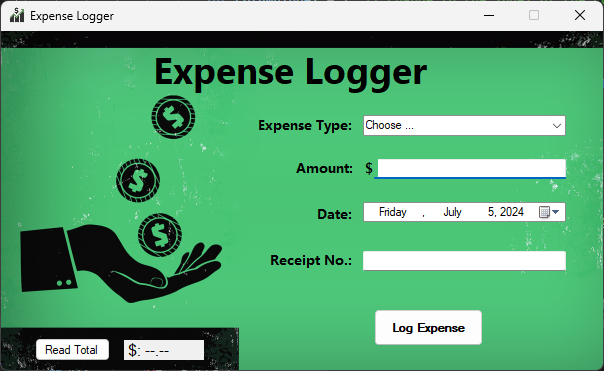 Expense Logger
Expense Logger
Expense Type: Choose ...
Amount: $
Date: Friday , July 5, 2024
Receipt No.:
Log Expense
Read Total $: --.--